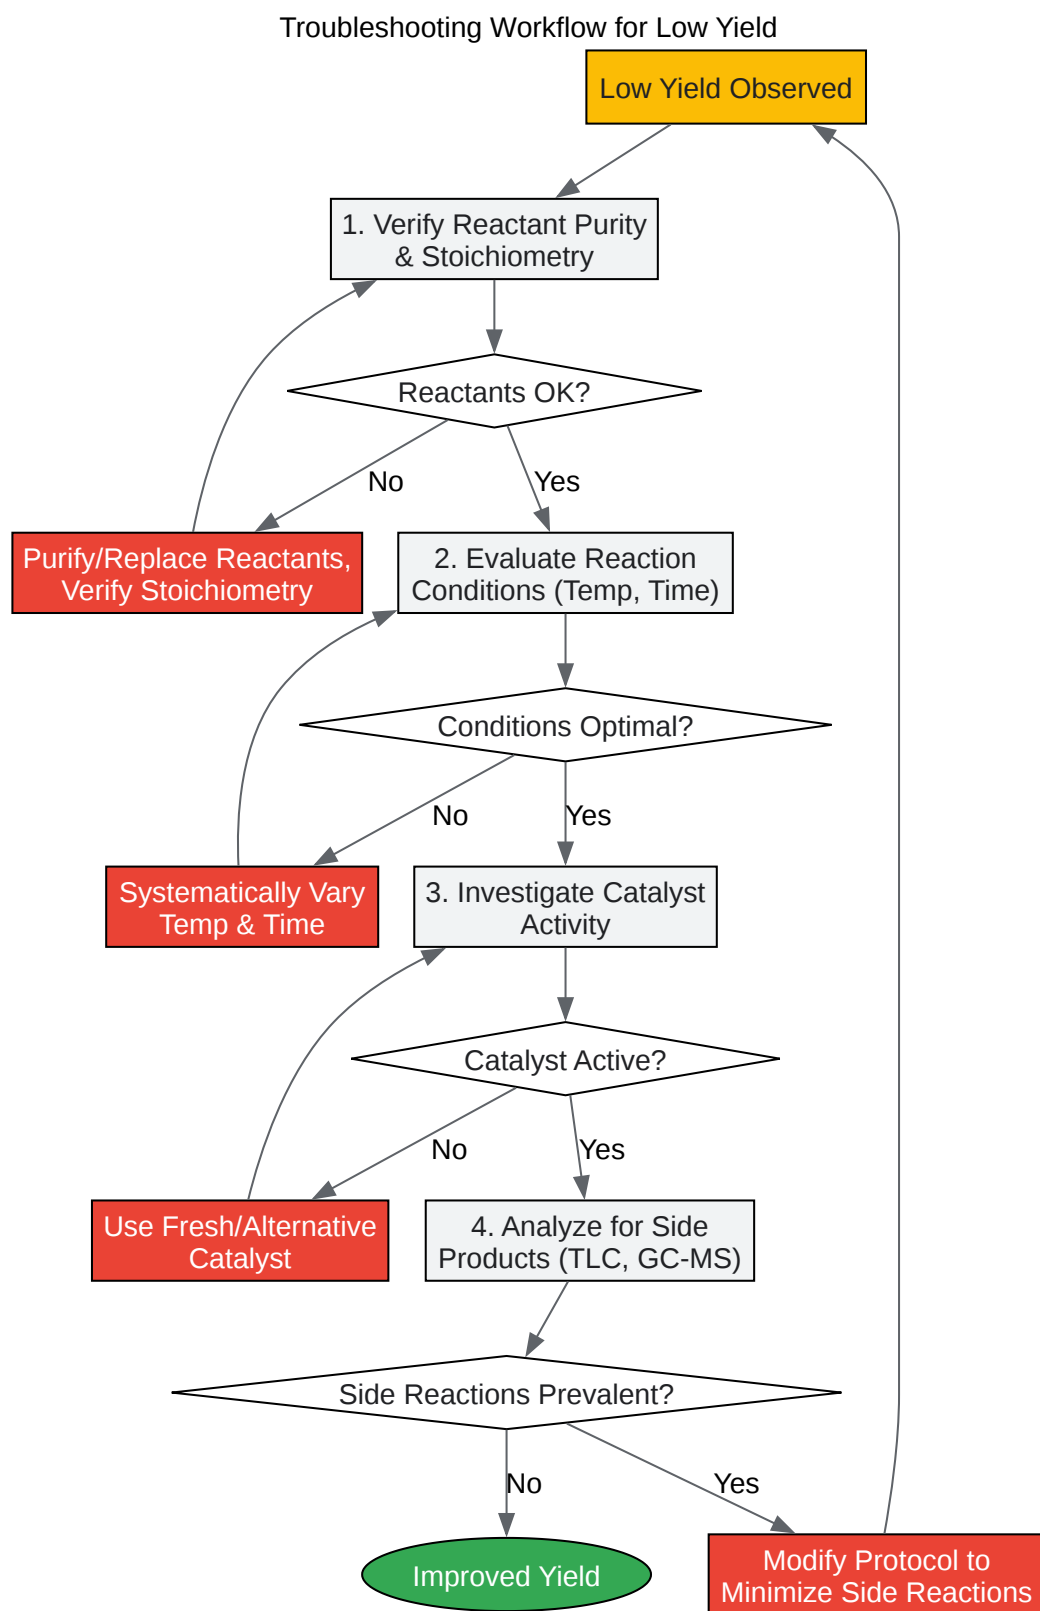 Troubleshooting Workflow for Low Yield
Low Yield Observed
1. Verify Reactant Purity
& Stoichiometry
Reactants OK?
No
Yes
Purify/Replace Reactants,
Verify Stoichiometry
2. Evaluate Reaction
Conditions (Temp, Time)
Conditions Optimal?
No
Yes
Systematically Vary
Temp & Time
3. Investigate Catalyst
Activity
Catalyst Active?
No
Yes
Use Fresh/Alternative
Catalyst
4. Analyze for Side
Products (TLC, GC-MS)
Side Reactions Prevalent?
No
Yes
Improved Yield
Modify Protocol to
Minimize Side Reactions